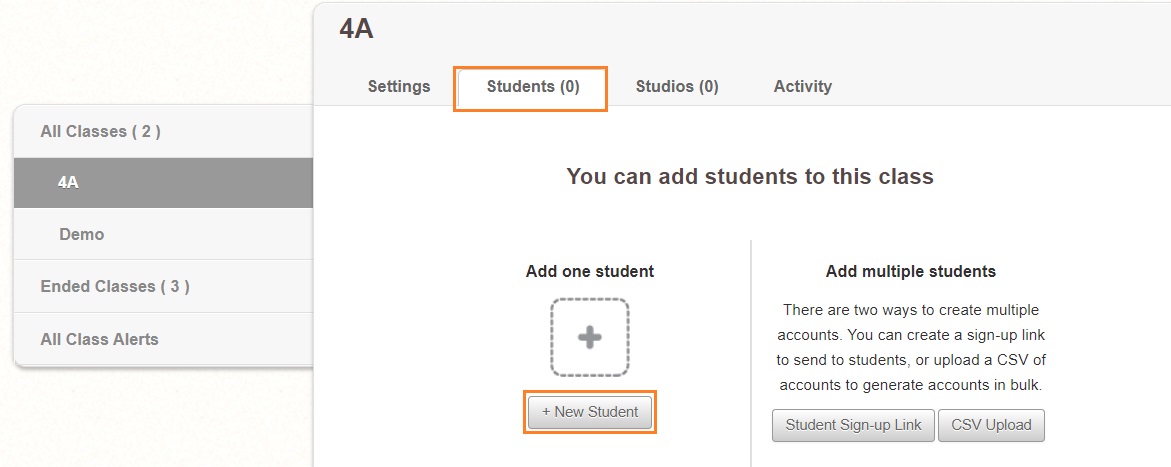 4A
Settings
Students (0)
Studios (0)
Activity
All Classes ( 2 )
4A
Demo
Ended Classes ( 3 )
All Class Alerts
You can add students to this class
Add one student
+ New Student
Add multiple students
There are two ways to create multiple
accounts. You can create a sign-up link
to send to students, or upload a CSV of
accounts to generate accounts in bulk.
Student Sign-up Link
CSV Upload